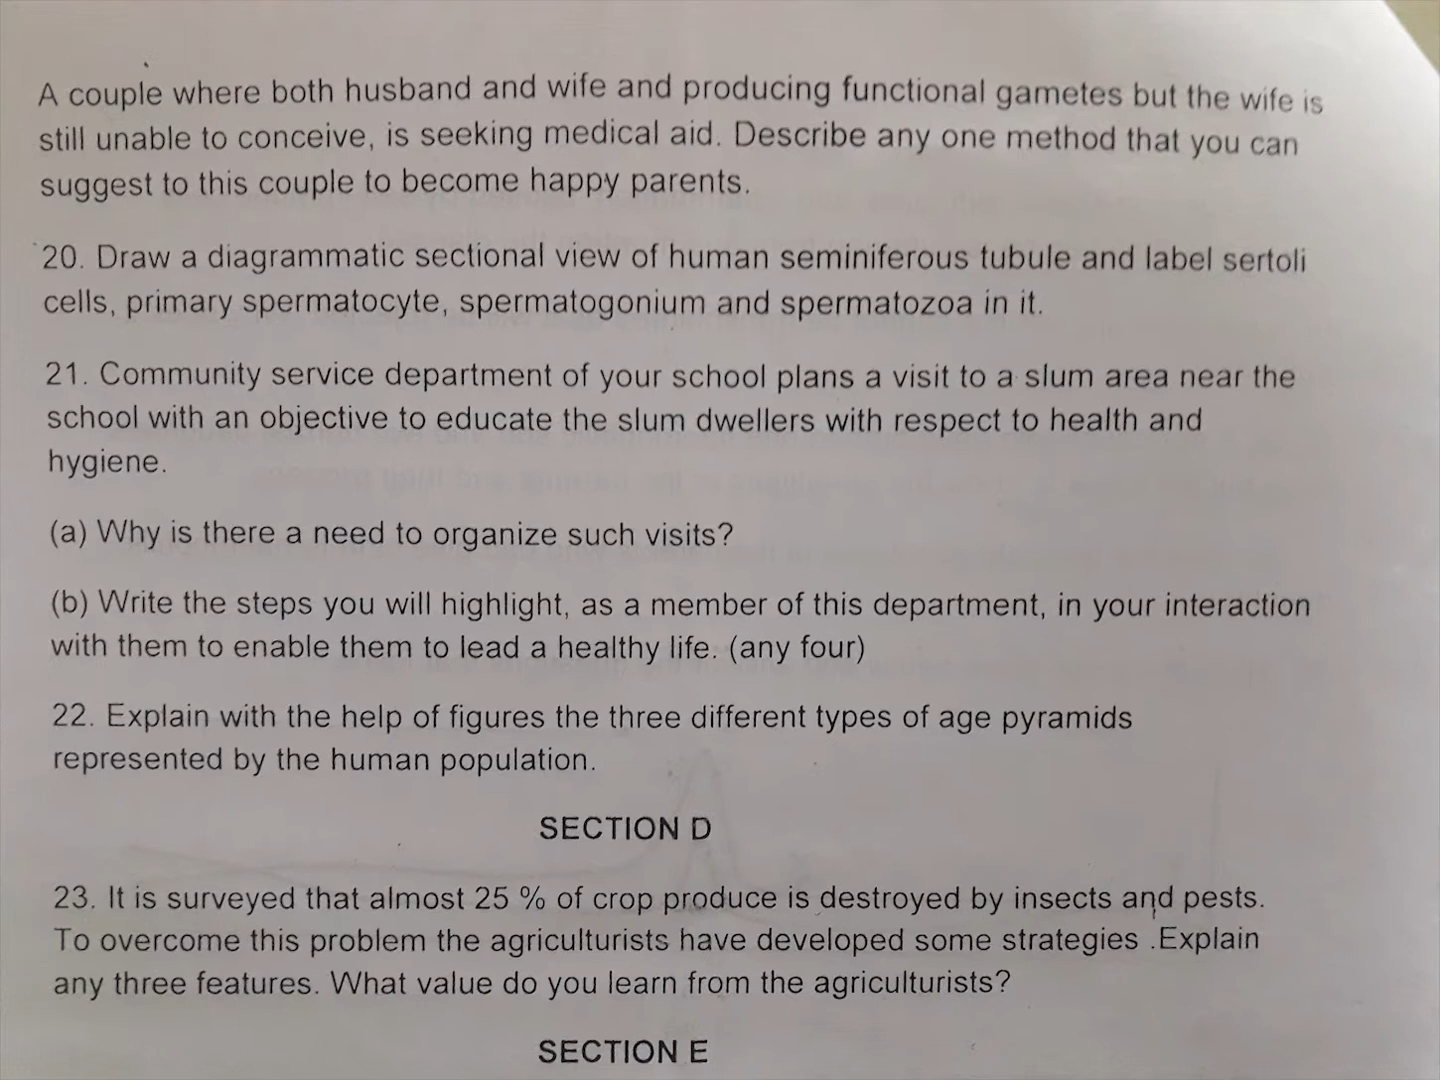 A couple where both husband and wife and producing functional gametes but the wife is
still unable to conceive, is seeking medical aid. Describe any one method that you can
suggest to this couple to become happy parents.
20. Draw a diagrammatic sectional view of human seminiferous tubule and label sertoli
cells, primary spermatocyte, spermatogonium and spermatozoa in it.
21. Community service department of your school plans a visit to a slum area near the
school with an objective to educate the slum dwellers with respect to health and
hygiene.
(a) Why is there a need to organize such visits?
(b) Write the steps you will highlight, as a member of this department, in your interaction
with them to enable them to lead a healthy life. (any four)
22. Explain with the help of figures the three different types of age pyramids
represented by the human population.
SECTION D
23. It is surveyed that almost 25 % of crop produce is destroyed by insects and pests.
To overcome this problem the agriculturists have developed some strategies .Explain
any three features. What value do you learn from the agriculturists?
SECTION E